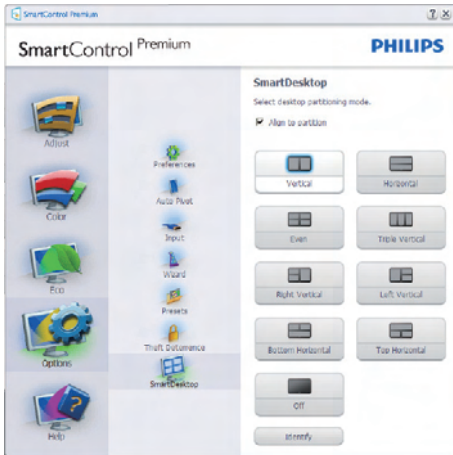 SmartControl Premium
SmartControl Premium
PHILIPS
Adjust
Color
Eco
Options
Help
Preferences
Auto Pivot
Input
Wizard
Presets
Theft Deterrence
SmartDesktop
SmartDesktop
Select desktop partitioning mode.
Align to partition
Vertical
Horizontal
Even
Triple Vertical
Right Vertical
Left Vertical
Bottom Horizontal
Top Horizontal
Off
Identify